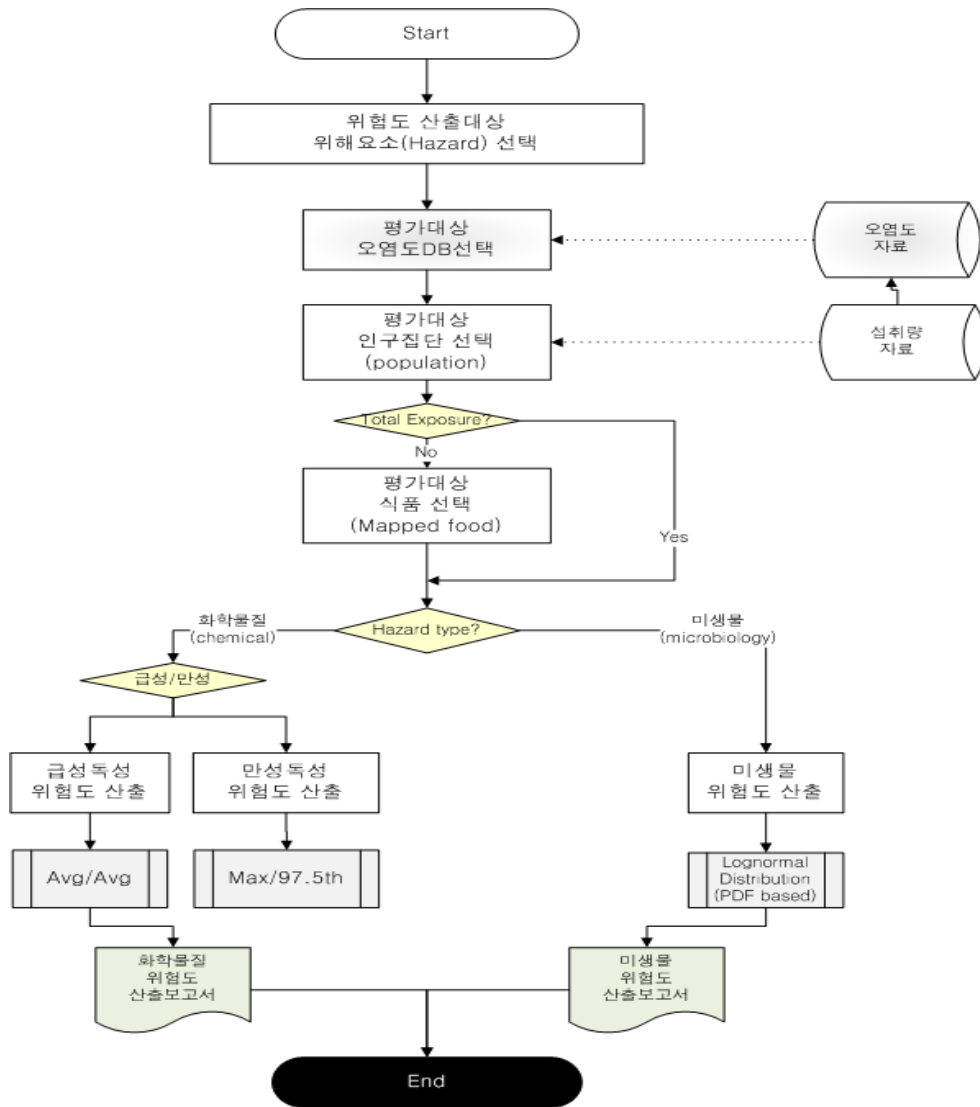 Start
위험도 산출대상
위해요소(Hazard) 선택
평가대상
오염도DB선택
오염도
자료
평가대상
인구집단 선택
(population)
섭취량
자료
Total Exposure?
No
평가대상
식품 선택
(Mapped food)
Yes
화학물질
(chemical)
Hazard type?
미생물
(microbiology)
급성/만성
급성독성
위험도 산출
만성독성
위험도 산출
미생물
위험도 산출
Avg/Avg
Max/97.5th
Lognormal
Distribution
(PDF based)
화학물질
위험도
산출보고서
미생물
위험도
산출보고서
End